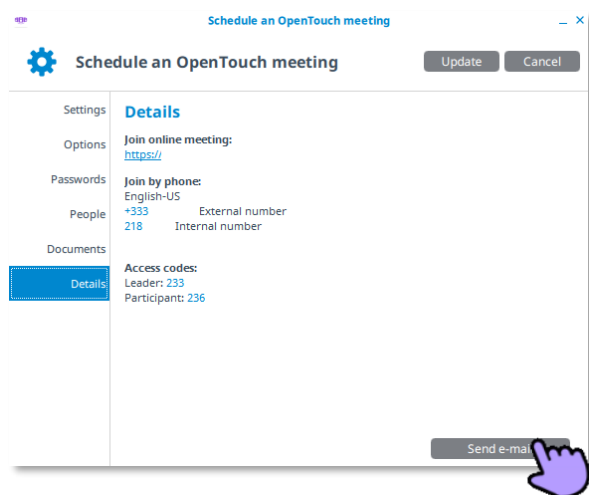 Schedule an OpenTouch meeting
Schedule an OpenTouch meeting
Update
Cancel
Settings
Options
Passwords
People
Documents
Details
Details
Join online meeting:
https://
Join by phone:
English-US
+333 External number
218 Internal number
Access codes:
Leader: 233
Participant: 236
Send e-mail